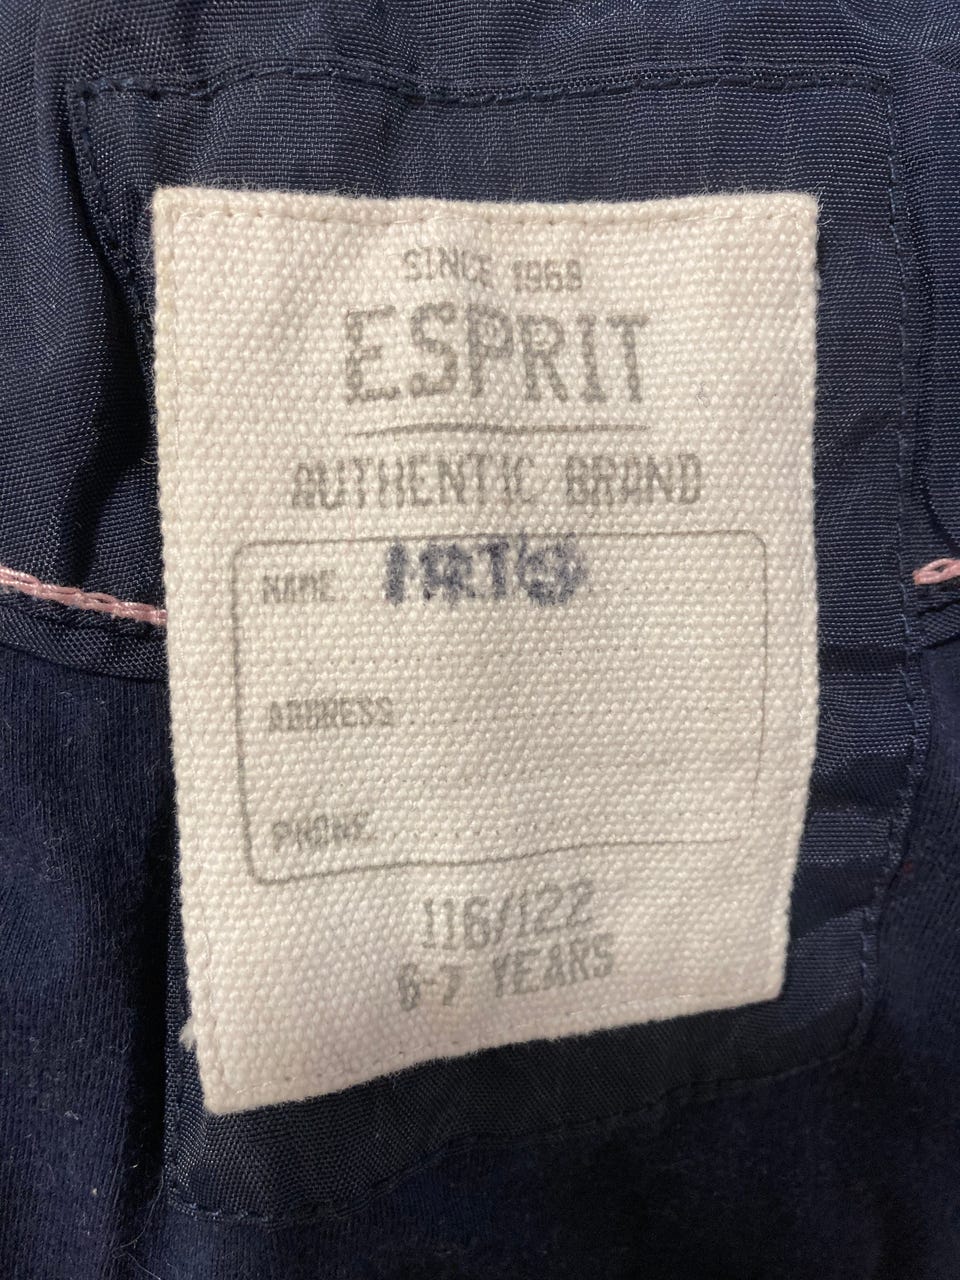 SINCE 1968
ESPRIT
AUTHENTIC BRAND
NAME
ADDRESS
PHONE
116/122
6-7 YEARS